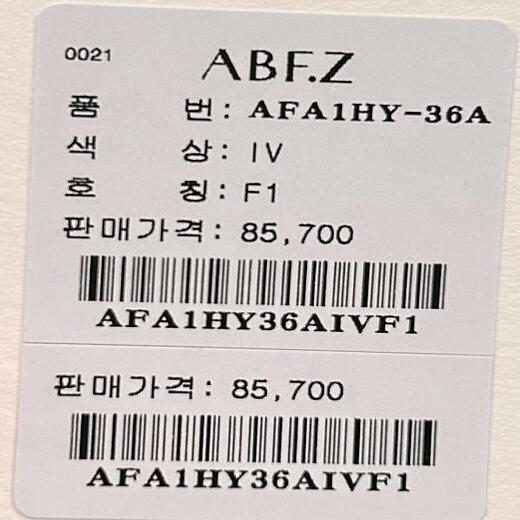 0021 ABF.Z
품 번: AFA1HY-36A
색 상: IV
호 칭: F1
판매가격: 85,700
AFA1HY36AIVF1
판매가격: 85,700
AFA1HY36AIVF1